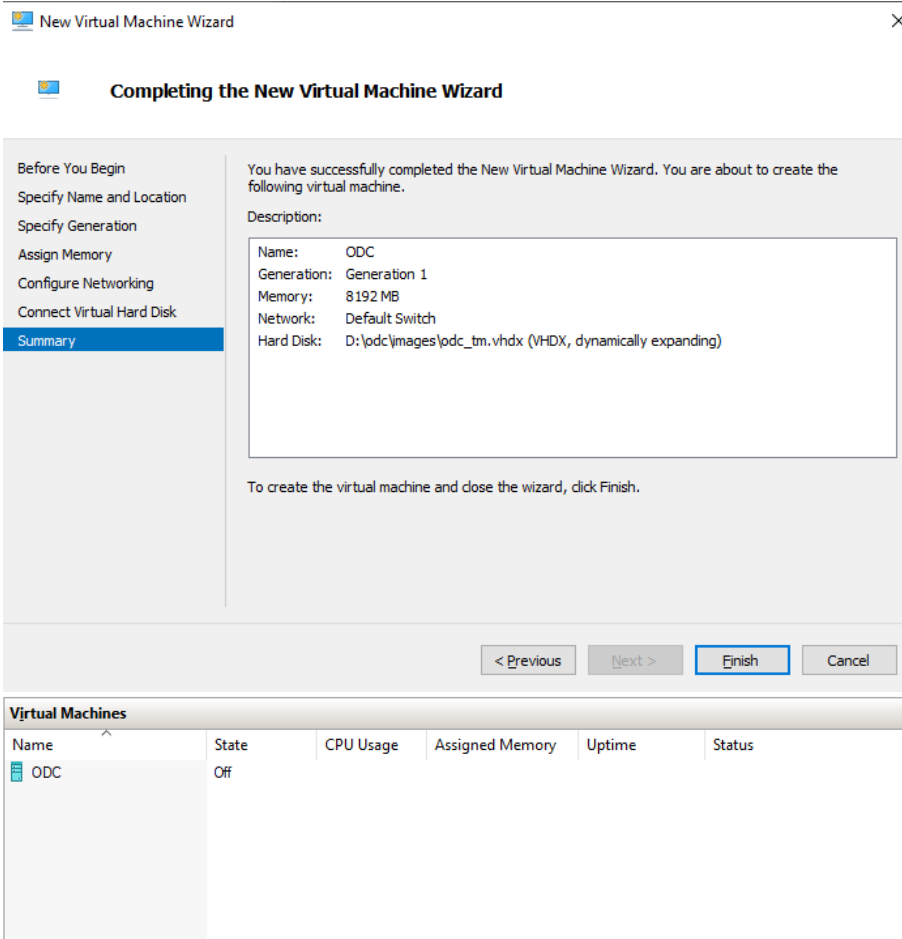 New Virtual Machine Wizard
Completing the New Virtual Machine Wizard
Before You Begin
Specify Name and Location
Specify Generation
Assign Memory
Configure Networking
Connect Virtual Hard Disk
Summary
You have successfully completed the New Virtual Machine Wizard. You are about to create the
following virtual machine.
Description:
Name: ODC
Generation: Generation 1
Memory: 8192 MB
Network: Default Switch
Hard Disk: D:\odc\images\odc_tm.vhdx (VHDX, dynamically expanding)
To create the virtual machine and close the wizard, click Finish.
< Previous Next > Finish Cancel
Virtual Machines
Name State CPU Usage Assigned Memory Uptime Status
ODC Off